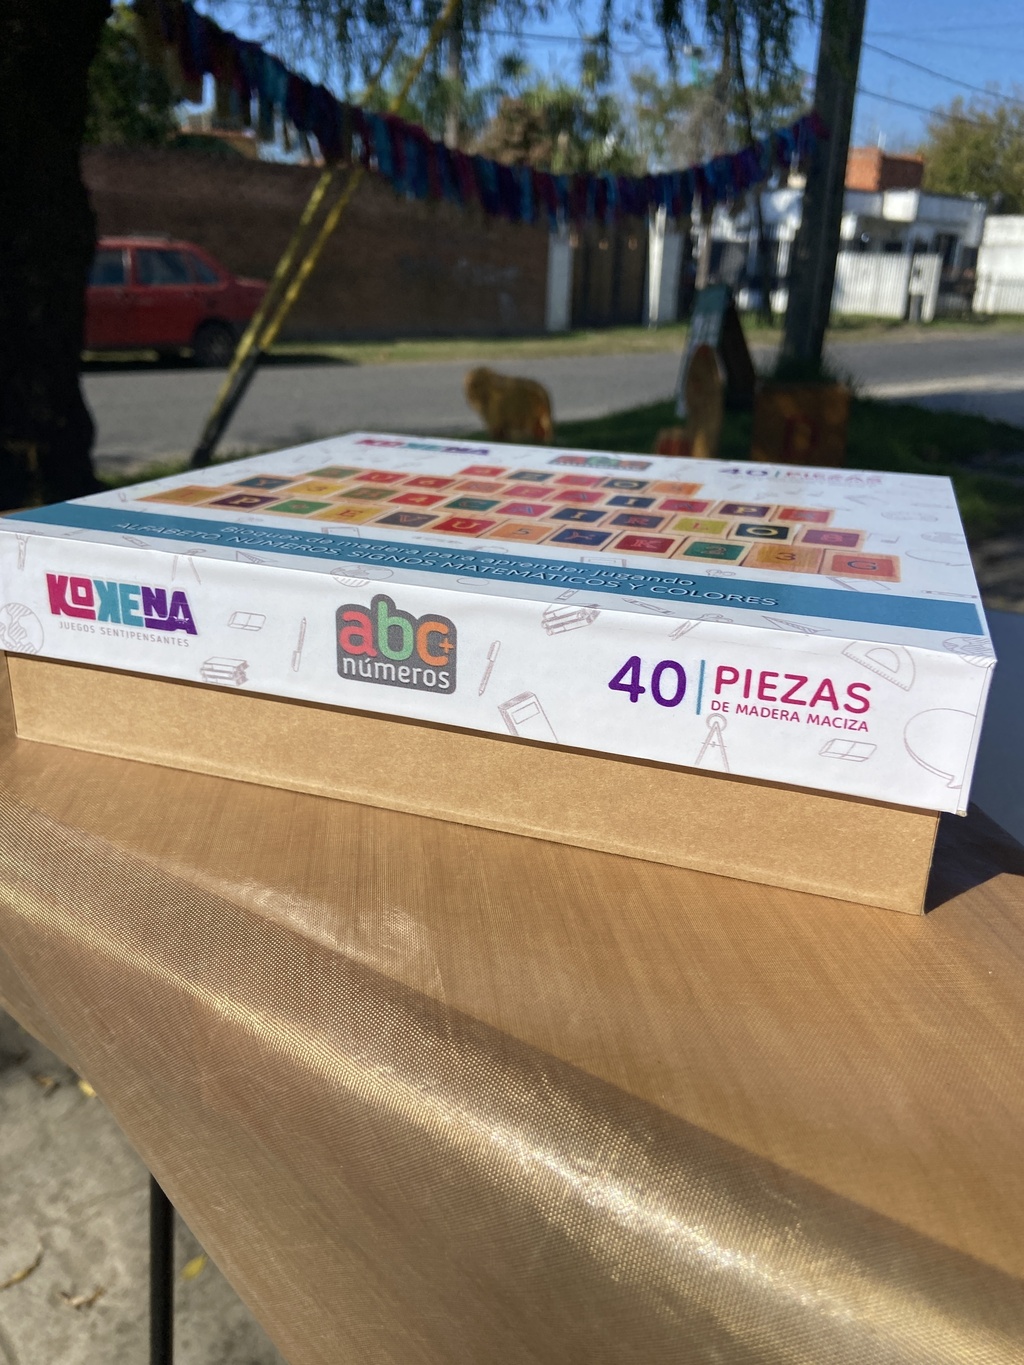 KOKENA
40 | PIEZAS
Bloques de madera para aprender jugando
ALFABETO, NÚMEROS, SIGNOS MATEMÁTICOS Y COLORES
KOKENA
JUEGOS SENTIPENSANTES
abc+
números
40 | PIEZAS
DE MADERA MACIZA